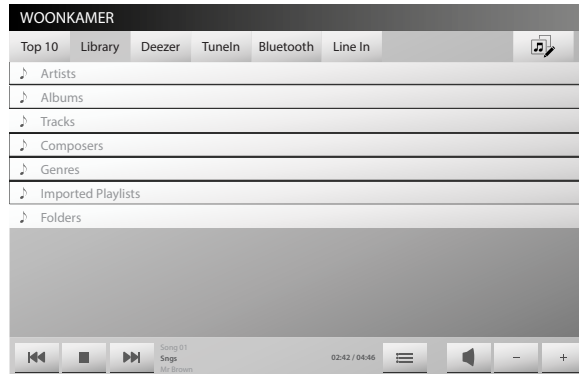 WOONKAMER
Top 10 Library Deezer TuneIn Bluetooth Line In
Artists
Albums
Tracks
Composers
Genres
Imported Playlists
Folders
Song 01
Sngs
Mr Brown
02:42 / 04:46
− +